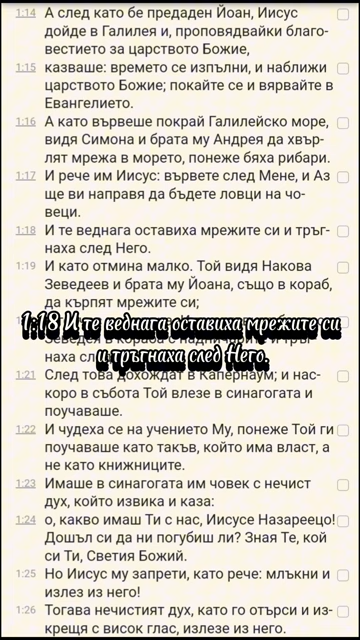 1:14 А след като бе предаден Йоан, Иисус
дойде в Галилея и, проповядвайки благо-
вестието за царството Божие,
1:15 казваше: времето се изпълни, и наближи
царството Божие; покайте се и вярвайте в
Евангелието.
1:16 А като вървеше покрай Галилейско море,
видя Симона и брата му Андрея да хвър-
лят мрежа в морето, понеже бяха рибари.
1:17 И рече им Иисус: вървете след Мене, и Аз
ще ви направя да бъдете ловци на чо-
веци.
1:18 И те веднага оставиха мрежите си и тръг-
наха след Него.
1:19 И като отмина малко. Той видя Накова
Зеведеев и брата му Йоана, също в кораб,
да кърпят мрежите си;
1:18 И те веднага оставиха мрежите си
и тръгнаха след Него.
наха сл
1:21 След това дохождат в Капернаум; и нас-
коро в събота Той влезе в синагогата и
поучаваше.
1:22 И чудеха се на учението Му, понеже Той ги
поучаваше като такъв, който има власт, а
не като книжниците.
1:23 Имаше в синагогата им човек с нечист
дух, който извика и каза:
1:24 о, какво имаш Ти с нас, Иисусе Назареецо!
Дошъл си да ни погубиш ли? Зная Те, кой
си Ти, Светия Божий.
1:25 Но Иисус му запрети, като рече: млъкни и
излез из него!
1:26 Тогава нечистият дух, като го отърси и из-
крещя с висок глас, излезе из него.